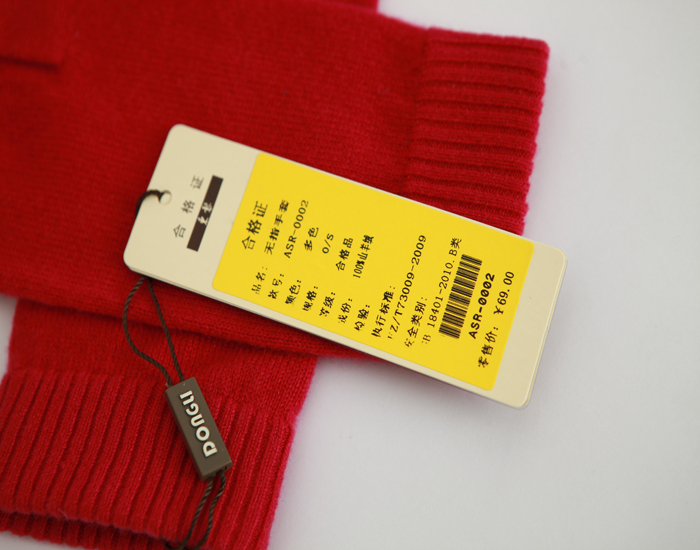 合格证
合格证
品名: 无指手套
款号: ASR-0002
颜色: 多色
规格: 0/S
等级: 合格品
成份: 100%山羊绒
检验:
执行标准:
FZ/T73009-2009
安全类别:
GB 18401-2010.B类
ASR-0002
零售价: ¥69.00
DONGLI